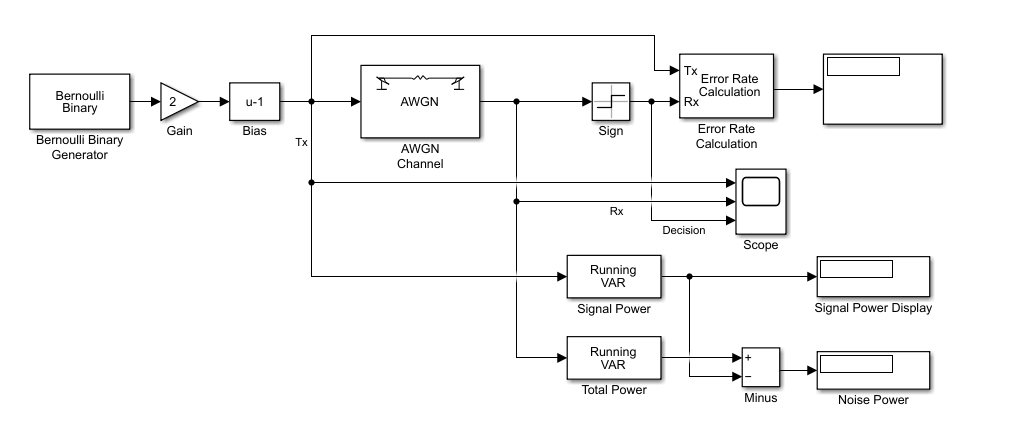 Bernoulli
Binary
Bernoulli Binary
Generator
2
Gain
u-1
Bias
Tx
AWGN
AWGN
Channel
Sign
Tx
Rx
Error Rate
Calculation
Error Rate
Calculation
Rx
Decision
Scope
Running
VAR
Signal Power
Signal Power Display
Running
VAR
Total Power
+
−
Minus
Noise Power